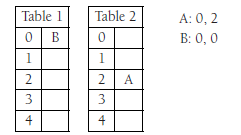 Table 1 Table 2 A: 0, 2
0 B 0 B: 0, 0
1 1
2 2 A
3 3
4 4